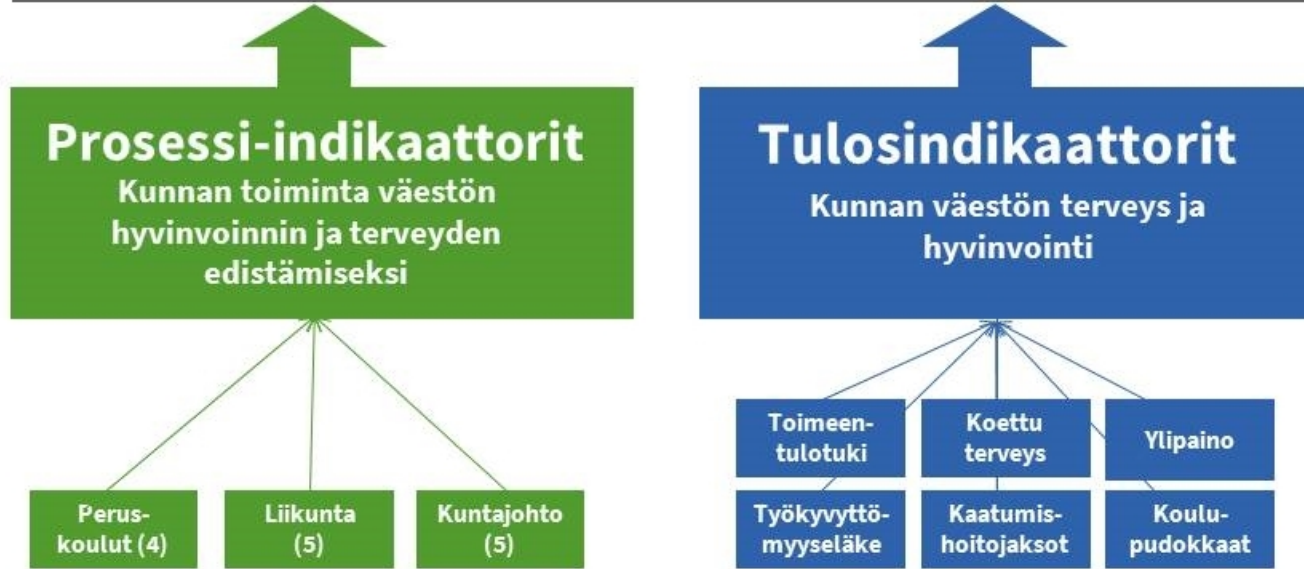 Prosessi-indikaattorit
Kunnan toiminta väestön
hyvinvoinnin ja terveyden
edistämiseksi
Perus-
koulut (4)
Liikunta
(5)
Kuntajohto
(5)
Tulosindikaattorit
Kunnan väestön terveys ja
hyvinvointi
Toimeen-
tulotuki
Koettu
terveys
Ylipaino
Työkyvyttö-
myyseläke
Kaatumis-
hoitojaksot
Koulu-
pudokkaat